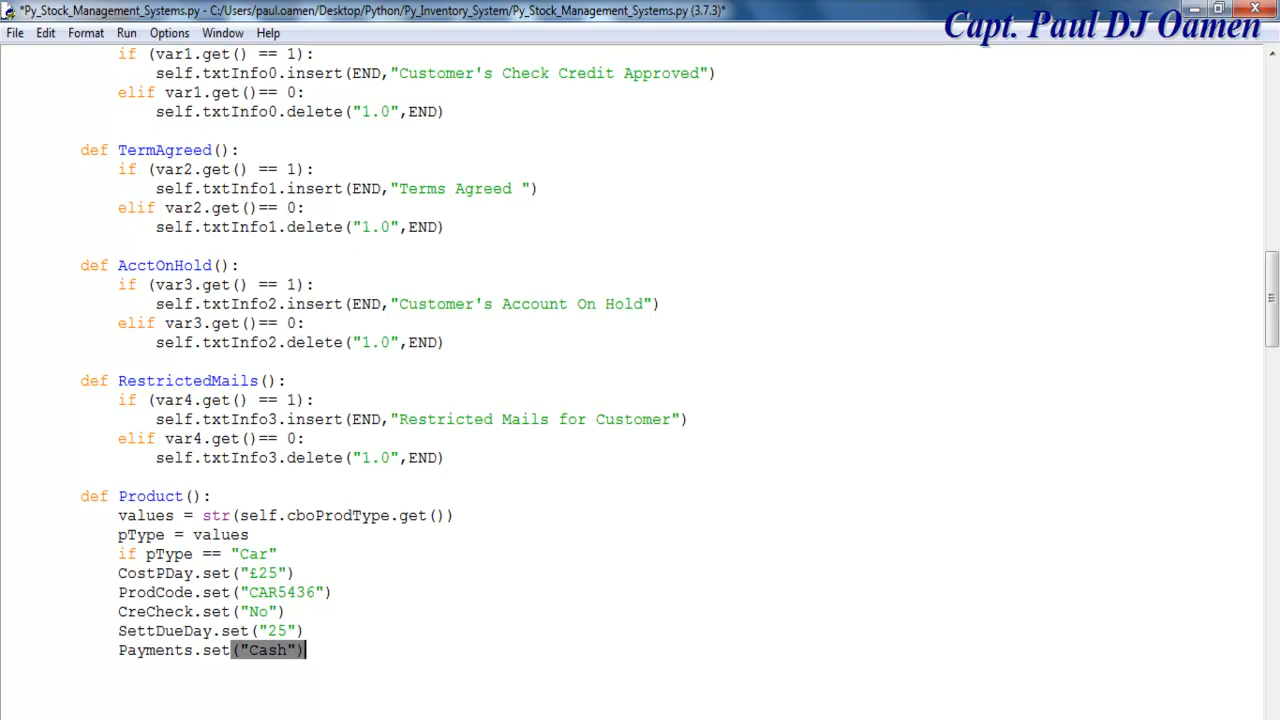 *Py_Stock_Management_Systems.py - C:/Users/paul.oamen/Desktop/Python/Py_Inventory_System/Py_Stock_Management_Systems.py (3.7.3)*
Capt. Paul DJ Oamen
File Edit Format Run Options Window Help
if (var1.get() == 1):
self.txtInfo0.insert(END,"Customer's Check Credit Approved")
elif var1.get()== 0:
self.txtInfo0.delete("1.0",END)
def TermAgreed():
if (var2.get() == 1):
self.txtInfo1.insert(END,"Terms Agreed ")
elif var2.get()== 0:
self.txtInfo1.delete("1.0",END)
def AcctOnHold():
if (var3.get() == 1):
self.txtInfo2.insert(END,"Customer's Account On Hold")
elif var3.get()== 0:
self.txtInfo2.delete("1.0",END)
def RestrictedMails():
if (var4.get() == 1):
self.txtInfo3.insert(END,"Restricted Mails for Customer")
elif var4.get()== 0:
self.txtInfo3.delete("1.0",END)
def Product():
values = str(self.cboProdType.get())
pType = values
if pType == "Car"
CostPDay.set("£25")
ProdCode.set("CAR5436")
CreCheck.set("No")
SettDueDay.set("25")
Payments.set("Cash")